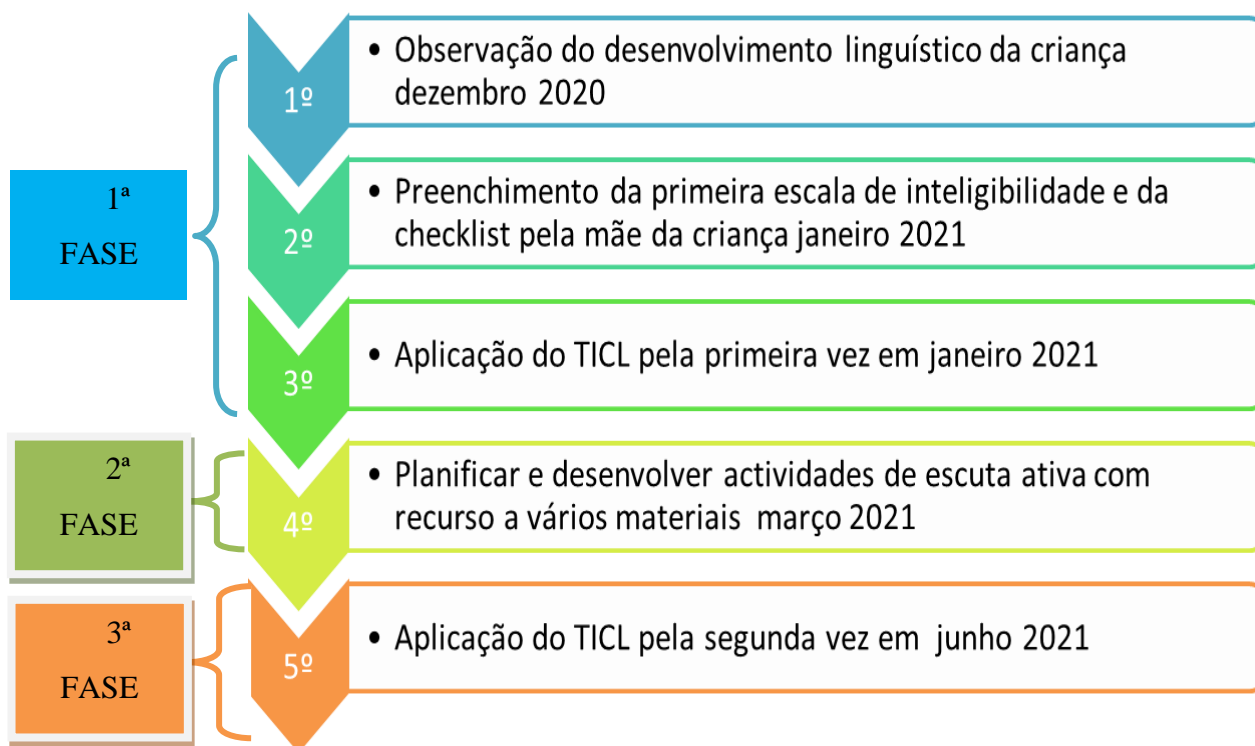 1ª
FASE
1º
• Observação do desenvolvimento linguístico da criança
dezembro 2020
2º
• Preenchimento da primeira escala de inteligibilidade e da
checklist pela mãe da criança janeiro 2021
3º
• Aplicação do TICL pela primeira vez em janeiro 2021
2ª
FASE
4º
• Planificar e desenvolver actividades de escuta ativa com
recurso a vários materiais março 2021
3ª
FASE
5º
• Aplicação do TICL pela segunda vez em junho 2021